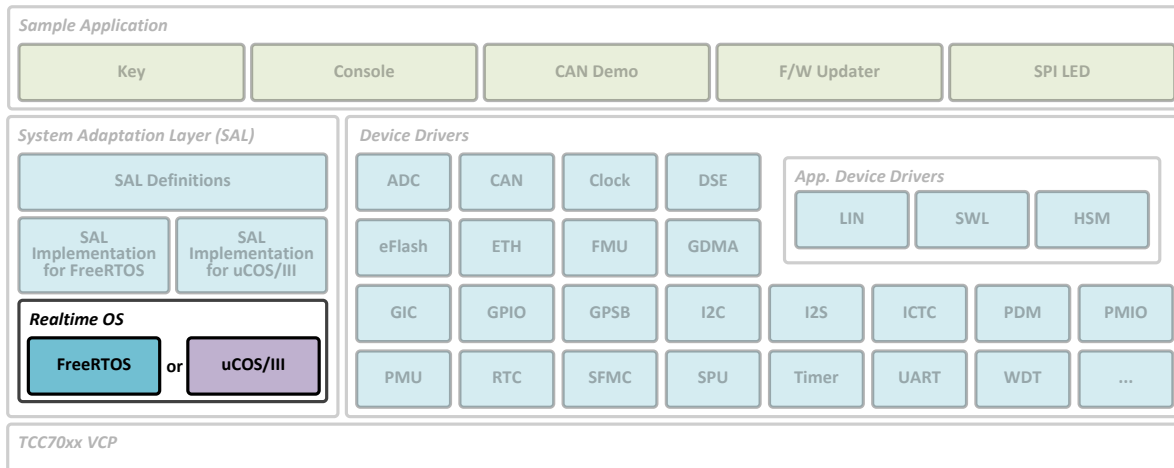 Sample Application
Key
Console
CAN Demo
F/W Updater
SPI LED
System Adaptation Layer (SAL)
SAL Definitions
SAL
Implementation
for FreeRTOS
SAL
Implementation
for uCOS/III
Realtime OS
FreeRTOS
or
uCOS/III
Device Drivers
ADC
CAN
Clock
DSE
App. Device Drivers
LIN
SWL
HSM
eFlash
ETH
FMU
GDMA
GIC
GPIO
GPSB
I2C
I2S
ICTC
PDM
PMIO
PMU
RTC
SFMC
SPU
Timer
UART
WDT
...
TCC70xx VCP